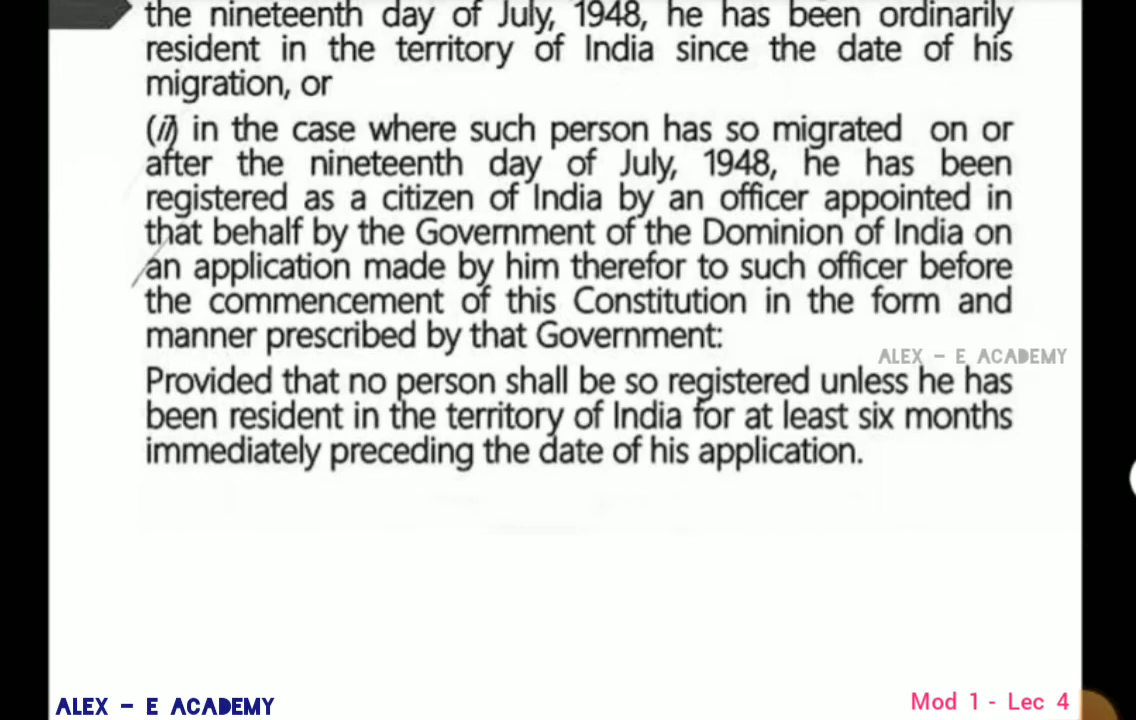 the nineteenth day of July, 1948, he has been ordinarily
resident in the territory of India since the date of his
migration, or
(ii) in the case where such person has so migrated on or
after the nineteenth day of July, 1948, he has been
registered as a citizen of India by an officer appointed in
that behalf by the Government of the Dominion of India on
an application made by him therefor to such officer before
the commencement of this Constitution in the form and
manner prescribed by that Government:
ALEX - E ACADEMY
Provided that no person shall be so registered unless he has
been resident in the territory of India for at least six months
immediately preceding the date of his application.
ALEX - E ACADEMY
Mod 1 - Lec 4